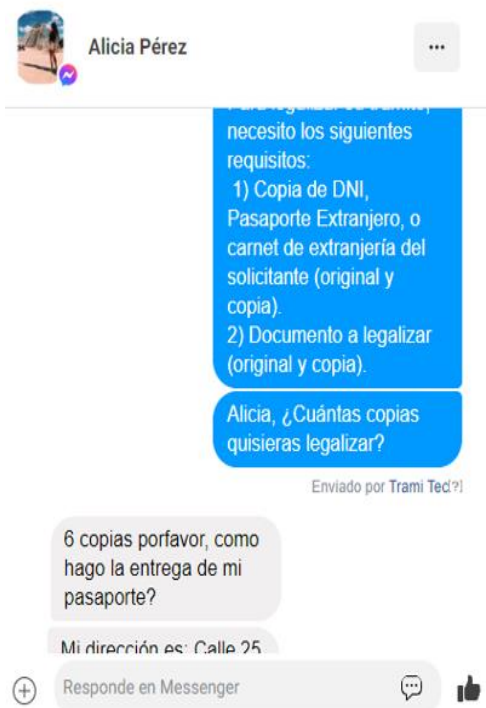 Alicia Pérez
necesito los siguientes
requisitos:
1) Copia de DNI,
Pasaporte Extranjero, o
carnet de extranjería del
solicitante (original y
copia).
2) Documento a legalizar
(original y copia).
Alicia, ¿Cuántas copias
quisieras legalizar?
Enviado por Trami Tec[?]
6 copias porfavor, como
hago la entrega de mi
pasaporte?
Mi dirección es: Calle 25
Responde en Messenger